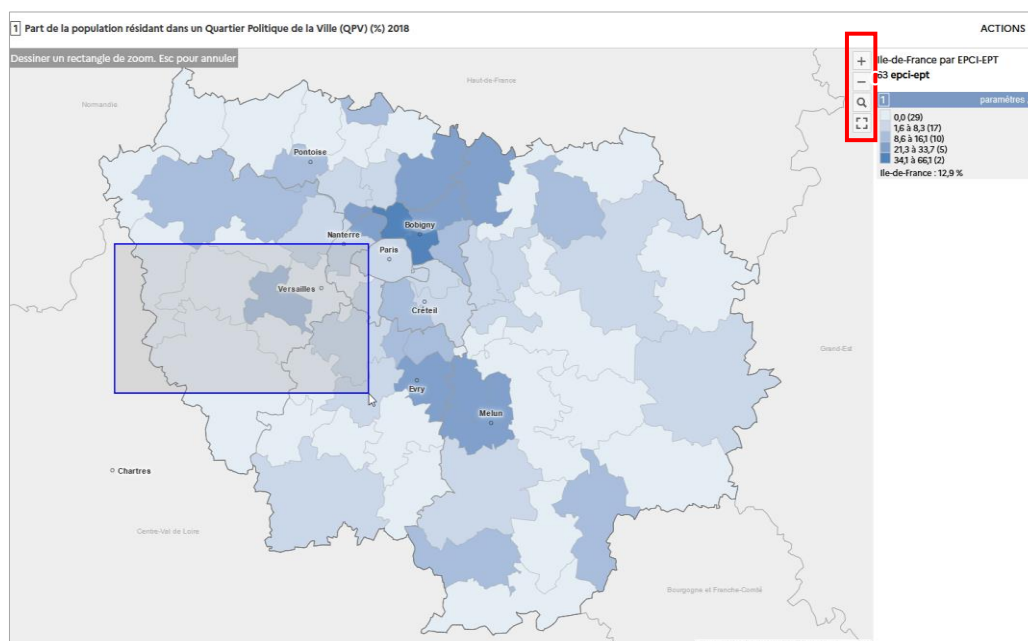 1 Part de la population résidant dans un Quartier Politique de la Ville (QPV) (%) 2018
ACTIONS
Dessiner un rectangle de zoom. Esc pour annuler
+
Ile-de-France par EPCI-EPT
−
63 epci-ept
1 paramètres
0,0 (29)
1,6 à 8,3 (17)
8,6 à 16,1 (10)
21,3 à 33,7 (5)
34,1 à 66,1 (2)
Ile-de-France : 12,9 %
Haut-de-France
Normandie
Pontoise
Bobigny
Nanterre
Paris
Versailles
Créteil
Grand-Est
Evry
Melun
Chartres
Centre-Val de Loire
Bourgogne et Franche-Comté